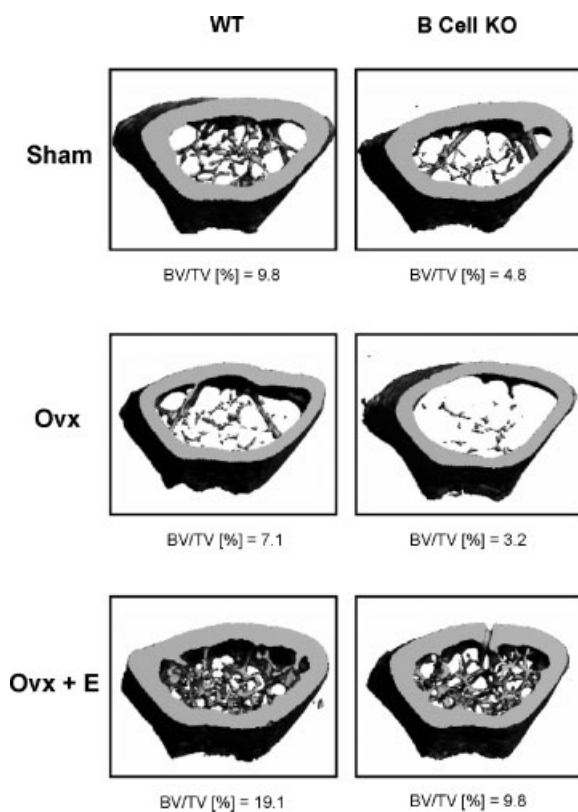 WT B Cell KO
Sham
BV/TV [%] = 9.8 BV/TV [%] = 4.8
Ovx
BV/TV [%] = 7.1 BV/TV [%] = 3.2
Ovx + E
BV/TV [%] = 19.1 BV/TV [%] = 9.8